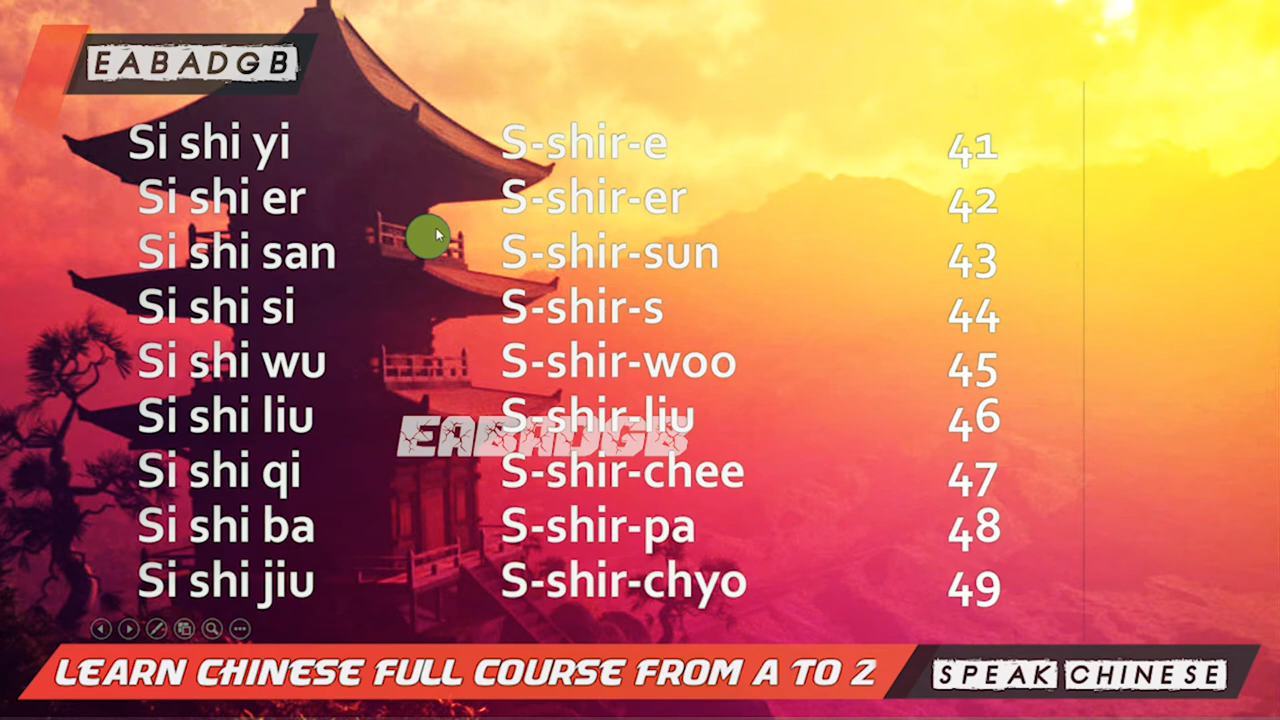 EABADGB
Si shi yi S-shir-e 41
Si shi er S-shir-er 42
Si shi san S-shir-sun 43
Si shi si S-shir-s 44
Si shi wu S-shir-woo 45
Si shi liu S-shir-liu 46
EABADGB
Si shi qi S-shir-chee 47
Si shi ba S-shir-pa 48
Si shi jiu S-shir-chyo 49
LEARN CHINESE FULL COURSE FROM A TO Z
SPEAK CHINESE